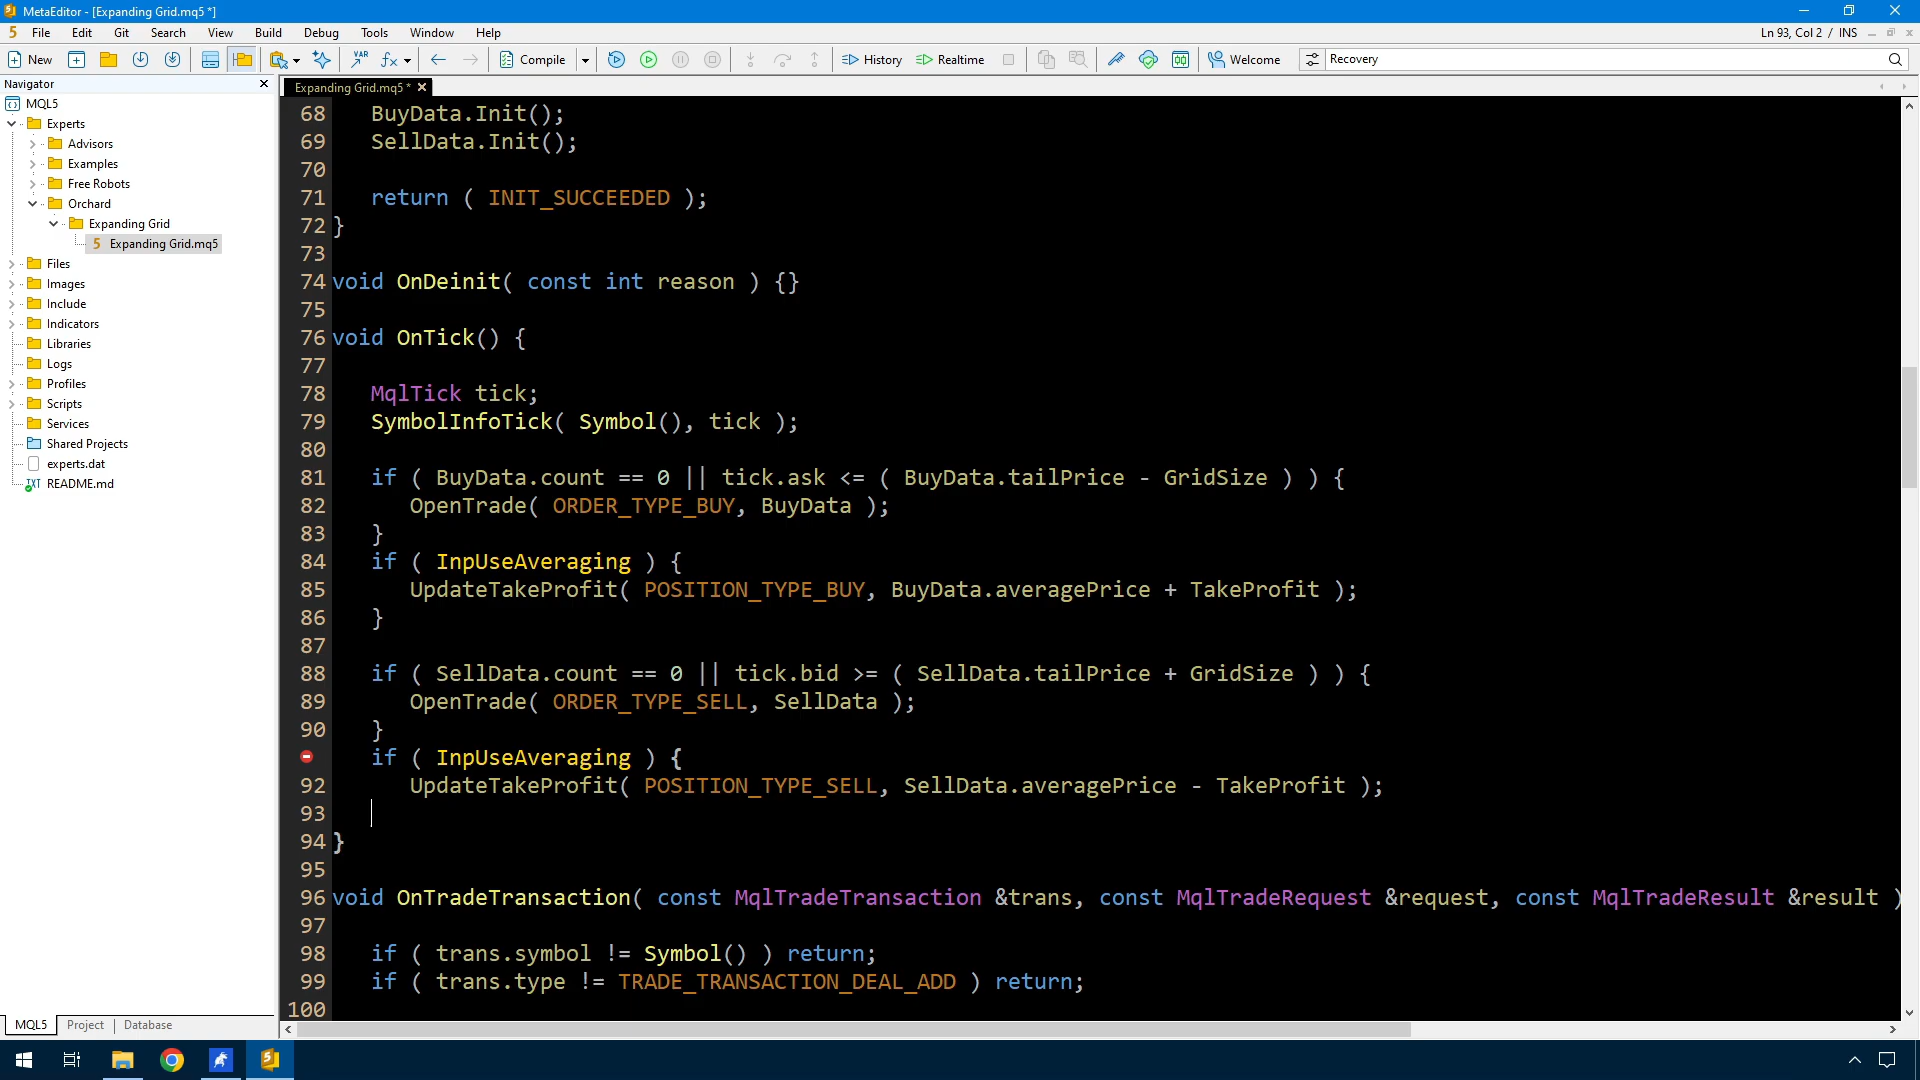 MetaEditor - [Expanding Grid.mq5 *]
File Edit Git Search View Build Debug Tools Window Help
Ln 93, Col 2 / INS
New Compile History Realtime Welcome Recovery
Navigator
MQL5
Experts
Advisors
Examples
Free Robots
Orchard
Expanding Grid
Expanding Grid.mq5
Files
Images
Include
Indicators
Libraries
Logs
Profiles
Scripts
Services
Shared Projects
experts.dat
README.md
MQL5 Project Database
Expanding Grid.mq5 *
68 BuyData.Init();
69 SellData.Init();
70
71 return ( INIT_SUCCEEDED );
72 }
73
74 void OnDeinit( const int reason ) {}
75
76 void OnTick() {
77
78 MqlTick tick;
79 SymbolInfoTick( Symbol(), tick );
80
81 if ( BuyData.count == 0 || tick.ask <= ( BuyData.tailPrice - GridSize ) ) {
82 OpenTrade( ORDER_TYPE_BUY, BuyData );
83 }
84 if ( InpUseAveraging ) {
85 UpdateTakeProfit( POSITION_TYPE_BUY, BuyData.averagePrice + TakeProfit );
86 }
87
88 if ( SellData.count == 0 || tick.bid >= ( SellData.tailPrice + GridSize ) ) {
89 OpenTrade( ORDER_TYPE_SELL, SellData );
90 }
if ( InpUseAveraging ) {
92 UpdateTakeProfit( POSITION_TYPE_SELL, SellData.averagePrice - TakeProfit );
93
94 }
95
96 void OnTradeTransaction( const MqlTradeTransaction &trans, const MqlTradeRequest &request, const MqlTradeResult &result )
97
98 if ( trans.symbol != Symbol() ) return;
99 if ( trans.type != TRADE_TRANSACTION_DEAL_ADD ) return;
100